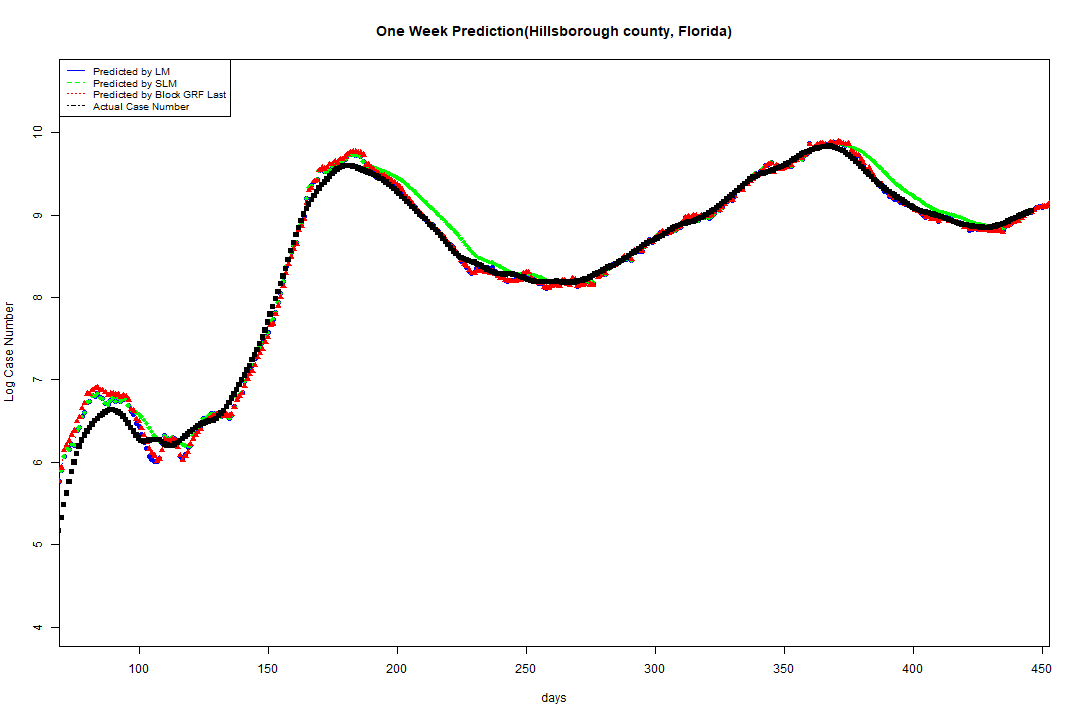 One Week Prediction(Hillsborough county, Florida)
Predicted by LM
Predicted by SLM
Predicted by Block GRF Last
Actual Case Number
10
9
8
7
6
5
4
Log Case Number
100 150 200 250 300 350 400 450
days